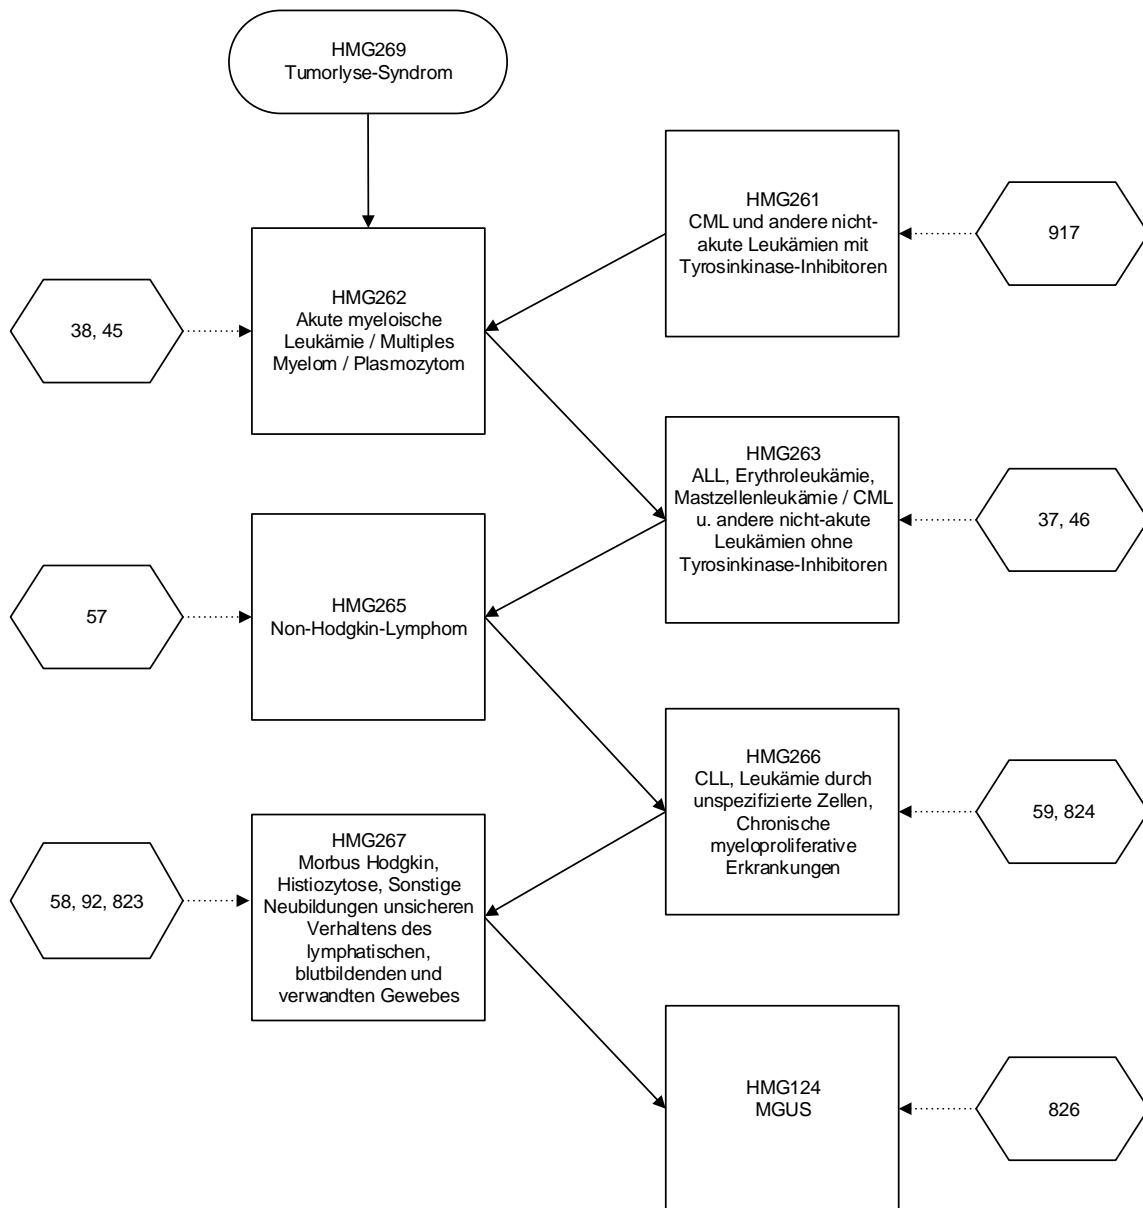 HMG269
Tumorlyse-Syndrom
HMG261
CML und andere nicht-
akute Leukämien mit
Tyrosinkinase-Inhibitoren
917
HMG262
Akute myeloische
Leukämie / Multiples
Myelom / Plasmozytom
38, 45
HMG263
ALL, Erythroleukämie,
Mastzellenleukämie / CML
u. andere nicht-akute
Leukämien ohne
Tyrosinkinase-Inhibitoren
37, 46
57
HMG265
Non-Hodgkin-Lymphom
HMG266
CLL, Leukämie durch
unspezifizierte Zellen,
Chronische
myeloproliferative
Erkrankungen
59, 824
58, 92, 823
HMG267
Morbus Hodgkin,
Histiozytose, Sonstige
Neubildungen unsicheren
Verhaltens des
lymphatischen,
blutbildenden und
verwandten Gewebes
HMG124
MGUS
826